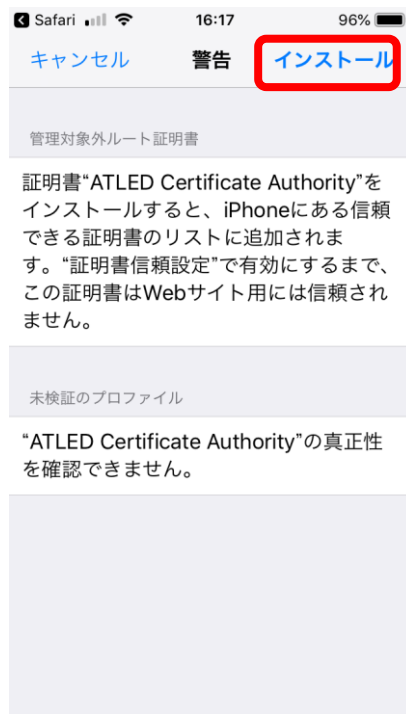 Safari 16:17 96%
キャンセル 警告 インストール
管理対象外ルート証明書
証明書“ATLED Certificate Authority”を
インストールすると、iPhoneにある信頼
できる証明書のリストに追加されま
す。“証明書信頼設定”で有効にするまで、
この証明書はWebサイト用には信頼され
ません。
未検証のプロファイル
“ATLED Certificate Authority”の真正性
を確認できません。